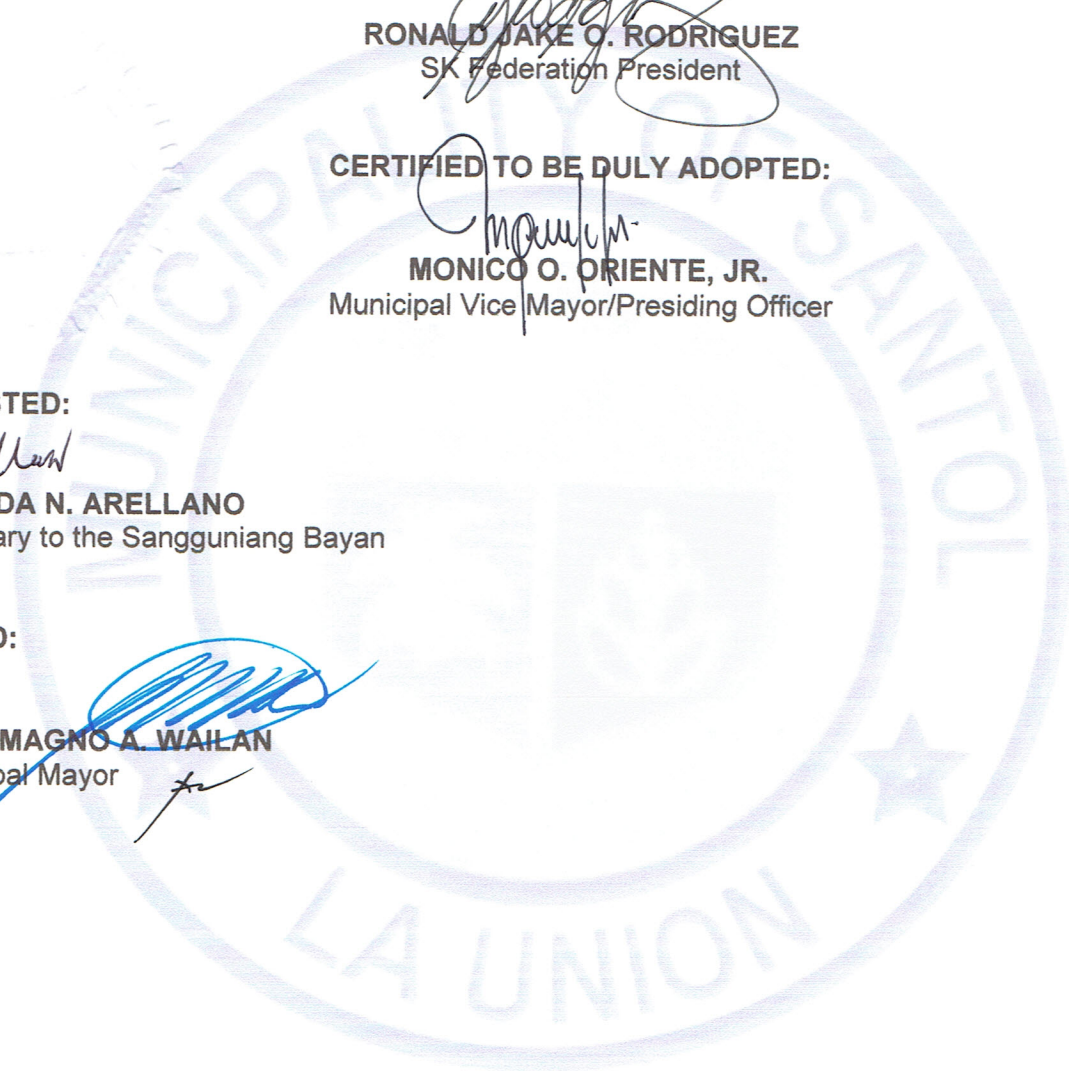 RONALD JAKE O. RODRIGUEZ
SK Federation President
CERTIFIED TO BE DULY ADOPTED:
MONICO O. ORIENTE, JR.
Municipal Vice Mayor/Presiding Officer
TED:
DA N. ARELLANO
ary to the Sangguniang Bayan
D:
MAGNO A. WAILAN
pal Mayor
MUNICIPALITY OF SANTOL
LA UNION